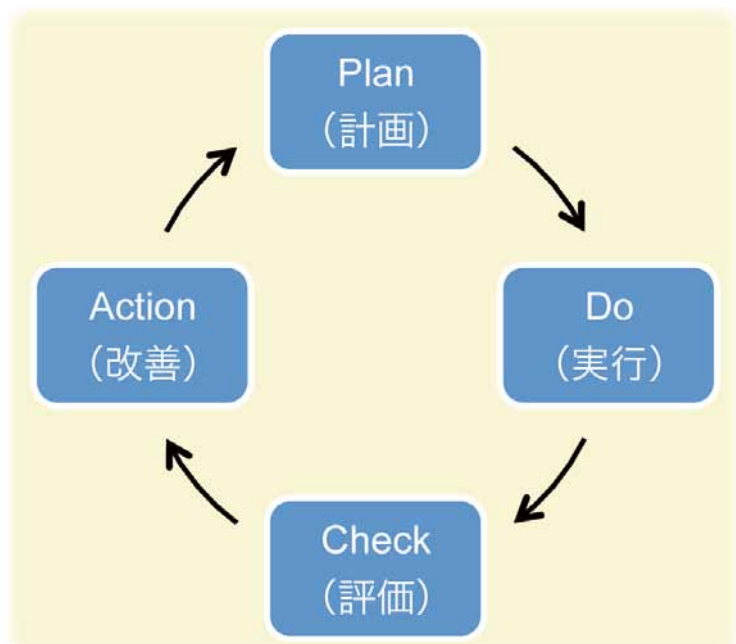 Plan
（計画）
Do
（実行）
Check
（評価）
Action
（改善）